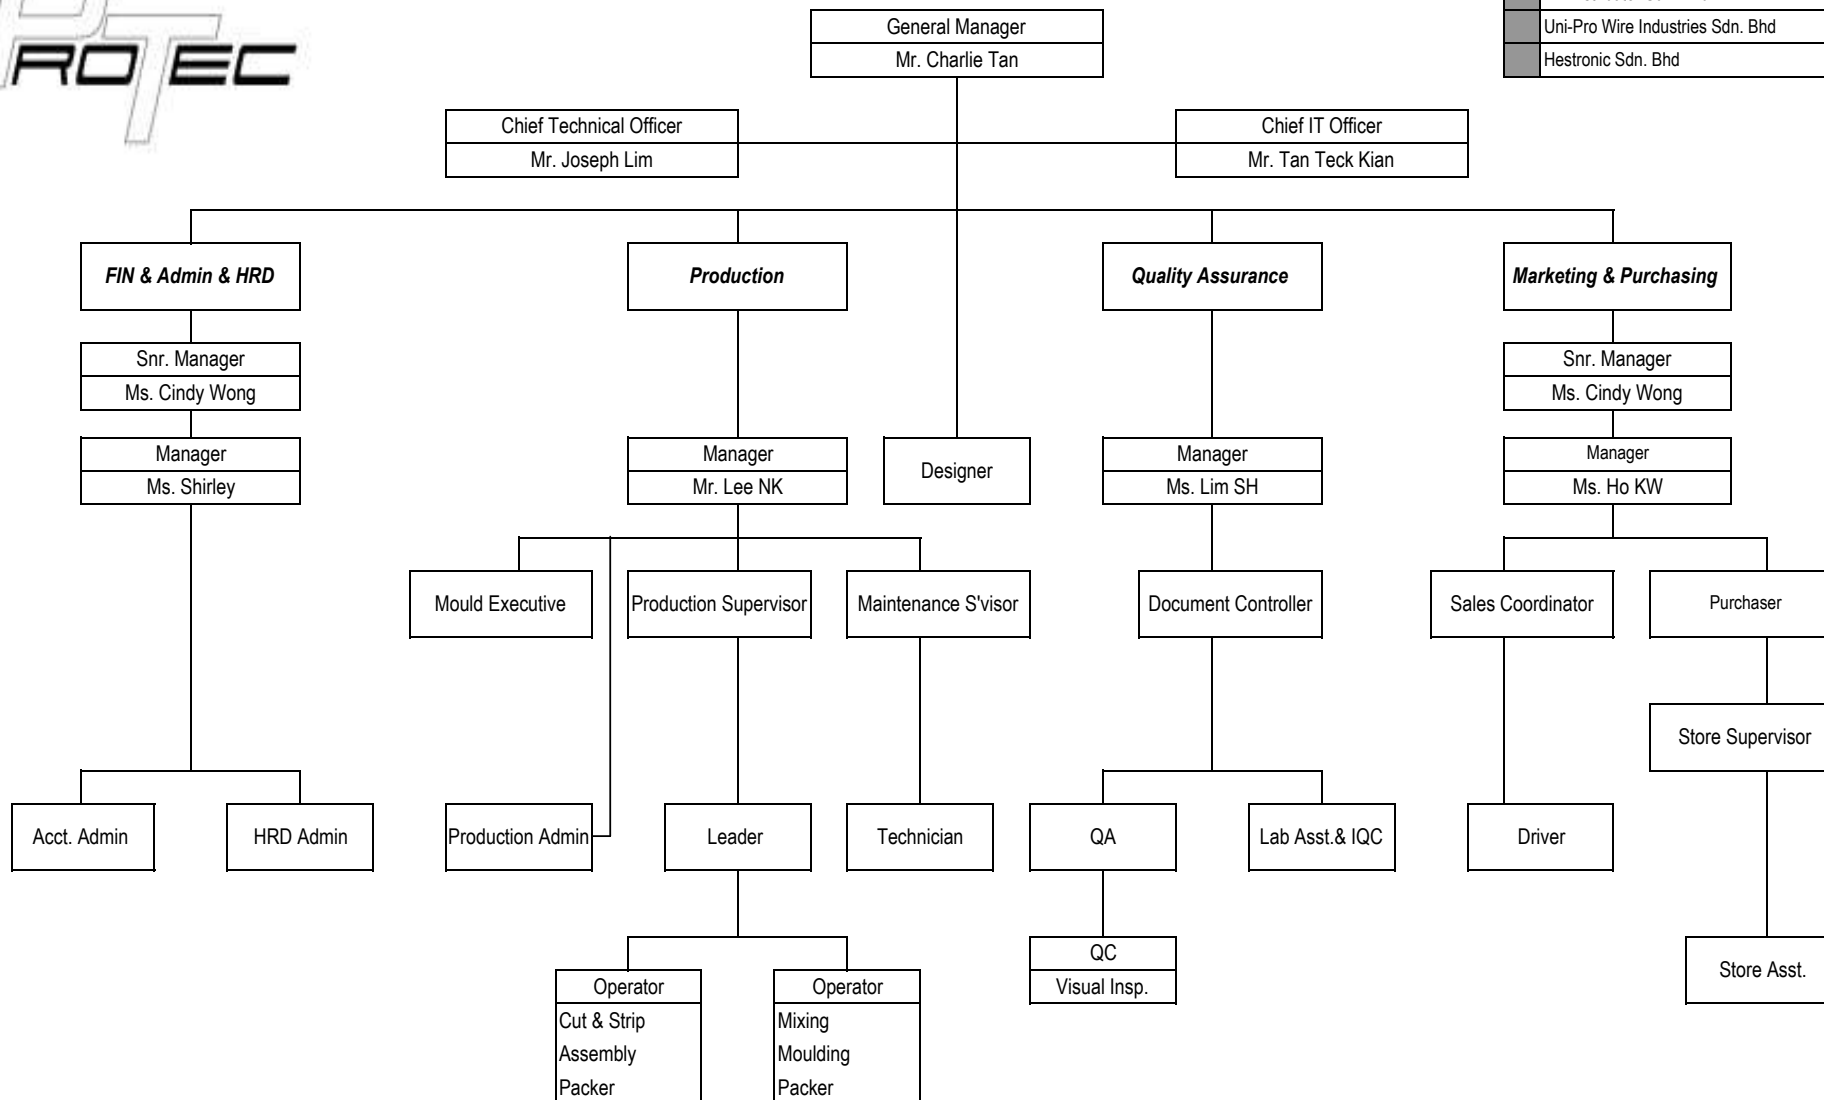 PROTEC
Uni-Pro Wire Industries Sdn. Bhd
Hestronic Sdn. Bhd
General Manager
Mr. Charlie Tan
Chief Technical Officer
Mr. Joseph Lim
Chief IT Officer
Mr. Tan Teck Kian
FIN & Admin & HRD
Production
Quality Assurance
Marketing & Purchasing
Snr. Manager
Ms. Cindy Wong
Snr. Manager
Ms. Cindy Wong
Manager
Ms. Shirley
Manager
Mr. Lee NK
Designer
Manager
Ms. Lim SH
Manager
Ms. Ho KW
Mould Executive
Production Supervisor
Maintenance S'visor
Document Controller
Sales Coordinator
Purchaser
Store Supervisor
Acct. Admin
HRD Admin
Production Admin
Leader
Technician
QA
Lab Asst.& IQC
Driver
QC
Visual Insp.
Store Asst.
Operator
Cut & Strip
Assembly
Packer
Operator
Mixing
Moulding
Packer